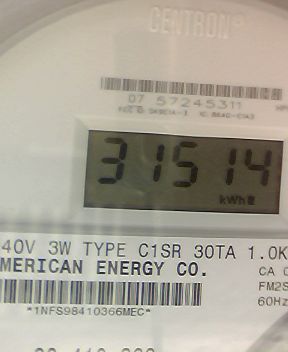 CENTRON®
07 57245311
31514
kWh
40V 3W TYPE C1SR 30TA 1.0K
MERICAN ENERGY CO.
CA
FM2S
60Hz
*1NFS98410366MEC*